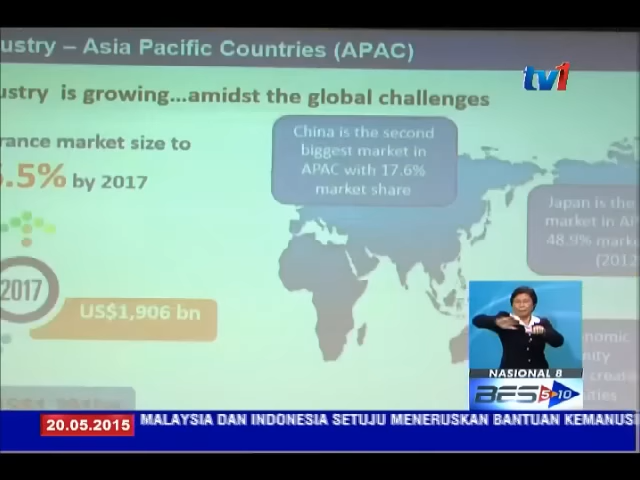 ustry – Asia Pacific Countries (APAC)
tv1
ustry is growing...amidst the global challenges
rance market size to
.5% by 2017
China is the second
biggest market in
APAC with 17.6%
market share
Japan is the
market in AP
48.9% mark
(2012
2017
US$1,906 bn
nomic
NASIONAL 8
BES 5-10
20.05.2015
MALAYSIA DAN INDONESIA SETUJU MENERUSKAN BANTUAN KEMANUS